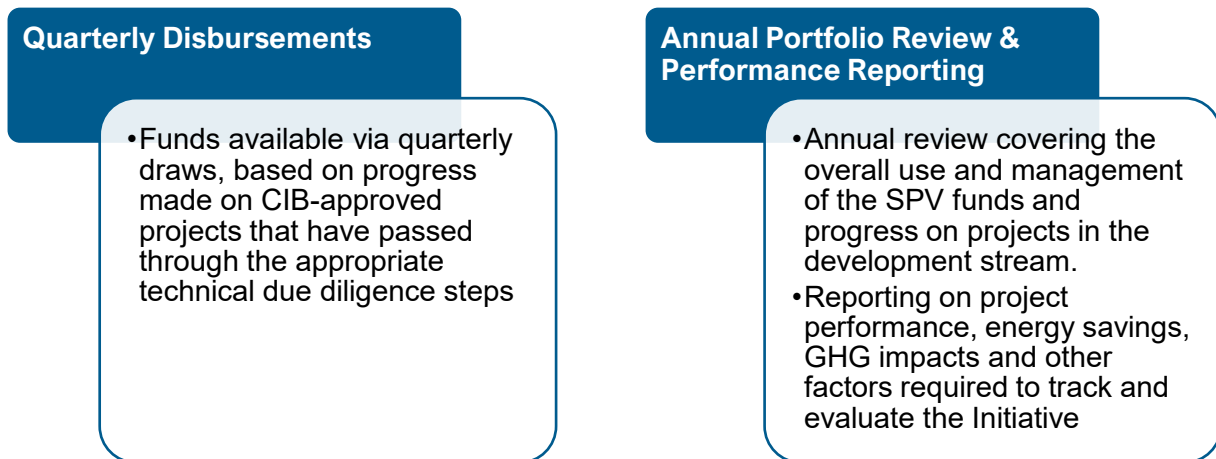 Quarterly Disbursements
•Funds available via quarterly
draws, based on progress
made on CIB-approved
projects that have passed
through the appropriate
technical due diligence steps
Annual Portfolio Review &
Performance Reporting
•Annual review covering the
overall use and management
of the SPV funds and
progress on projects in the
development stream.
•Reporting on project
performance, energy savings,
GHG impacts and other
factors required to track and
evaluate the Initiative